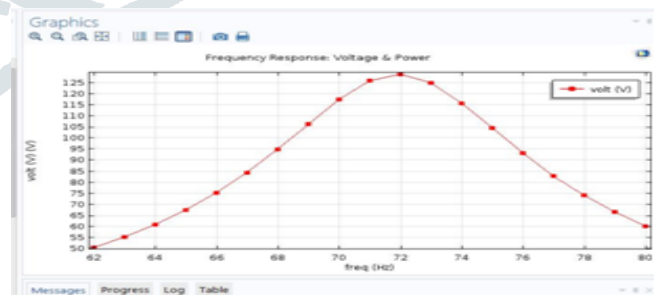 Graphics
Frequency Response: Voltage & Power
volt (V)
volt (V) (V)
125
120
115
110
105
100
95
90
85
80
75
70
65
60
55
50
62 64 66 68 70 72 74 76 78 80
freq (Hz)
Messages Progress Log Table